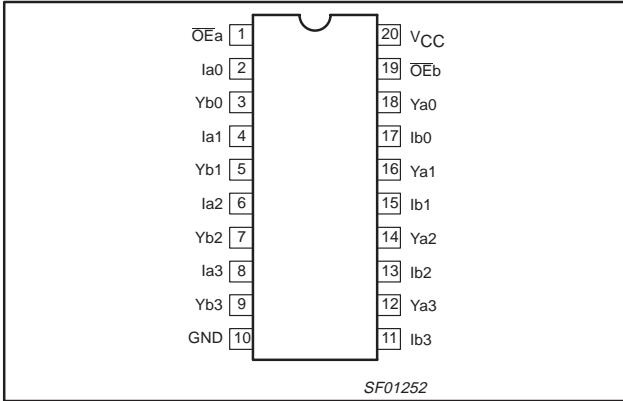 O̅E̅a 1 20 VCC
Ia0 2 19 O̅E̅b
Yb0 3 18 Ya0
Ia1 4 17 Ib0
Yb1 5 16 Ya1
Ia2 6 15 Ib1
Yb2 7 14 Ya2
Ia3 8 13 Ib2
Yb3 9 12 Ya3
GND 10 11 Ib3
SF01252